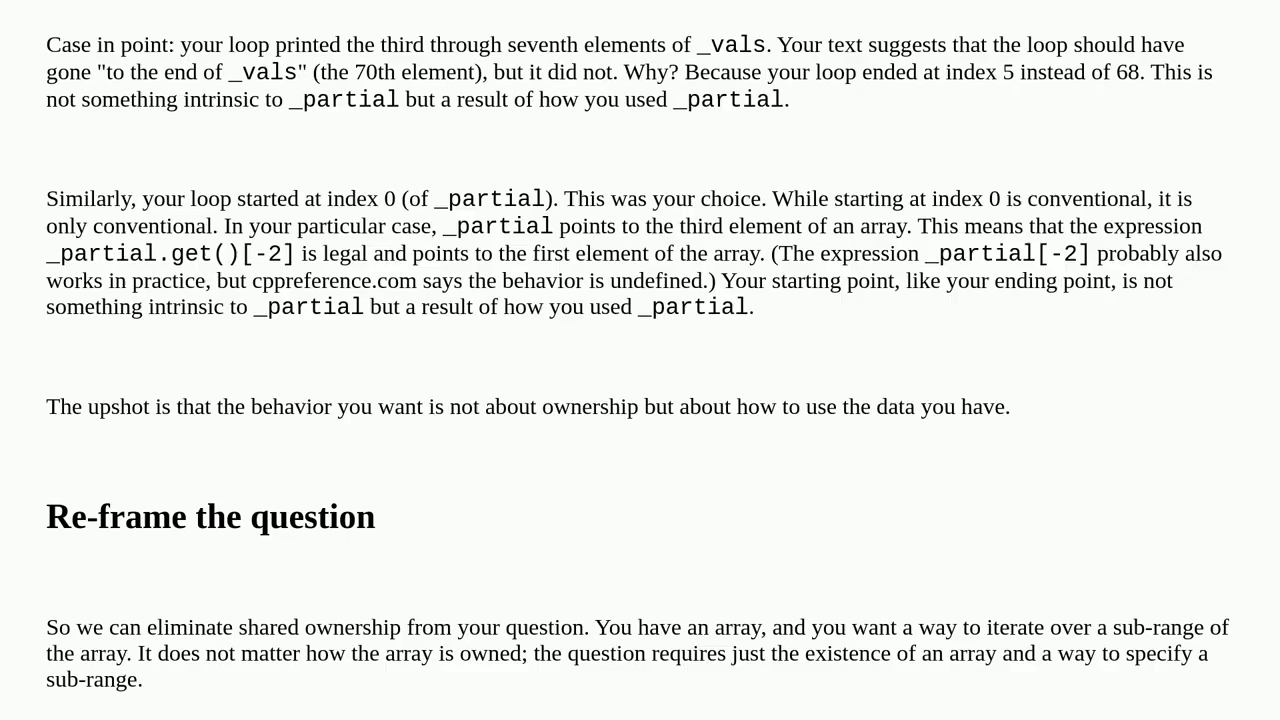 Case in point: your loop printed the third through seventh elements of _vals. Your text suggests that the loop should have
gone "to the end of _vals" (the 70th element), but it did not. Why? Because your loop ended at index 5 instead of 68. This is
not something intrinsic to _partial but a result of how you used _partial.
Similarly, your loop started at index 0 (of _partial). This was your choice. While starting at index 0 is conventional, it is
only conventional. In your particular case, _partial points to the third element of an array. This means that the expression
_partial.get()[-2] is legal and points to the first element of the array. (The expression _partial[-2] probably also
works in practice, but cppreference.com says the behavior is undefined.) Your starting point, like your ending point, is not
something intrinsic to _partial but a result of how you used _partial.
The upshot is that the behavior you want is not about ownership but about how to use the data you have.
Re-frame the question
So we can eliminate shared ownership from your question. You have an array, and you want a way to iterate over a sub-range of
the array. It does not matter how the array is owned; the question requires just the existence of an array and a way to specify a
sub-range.